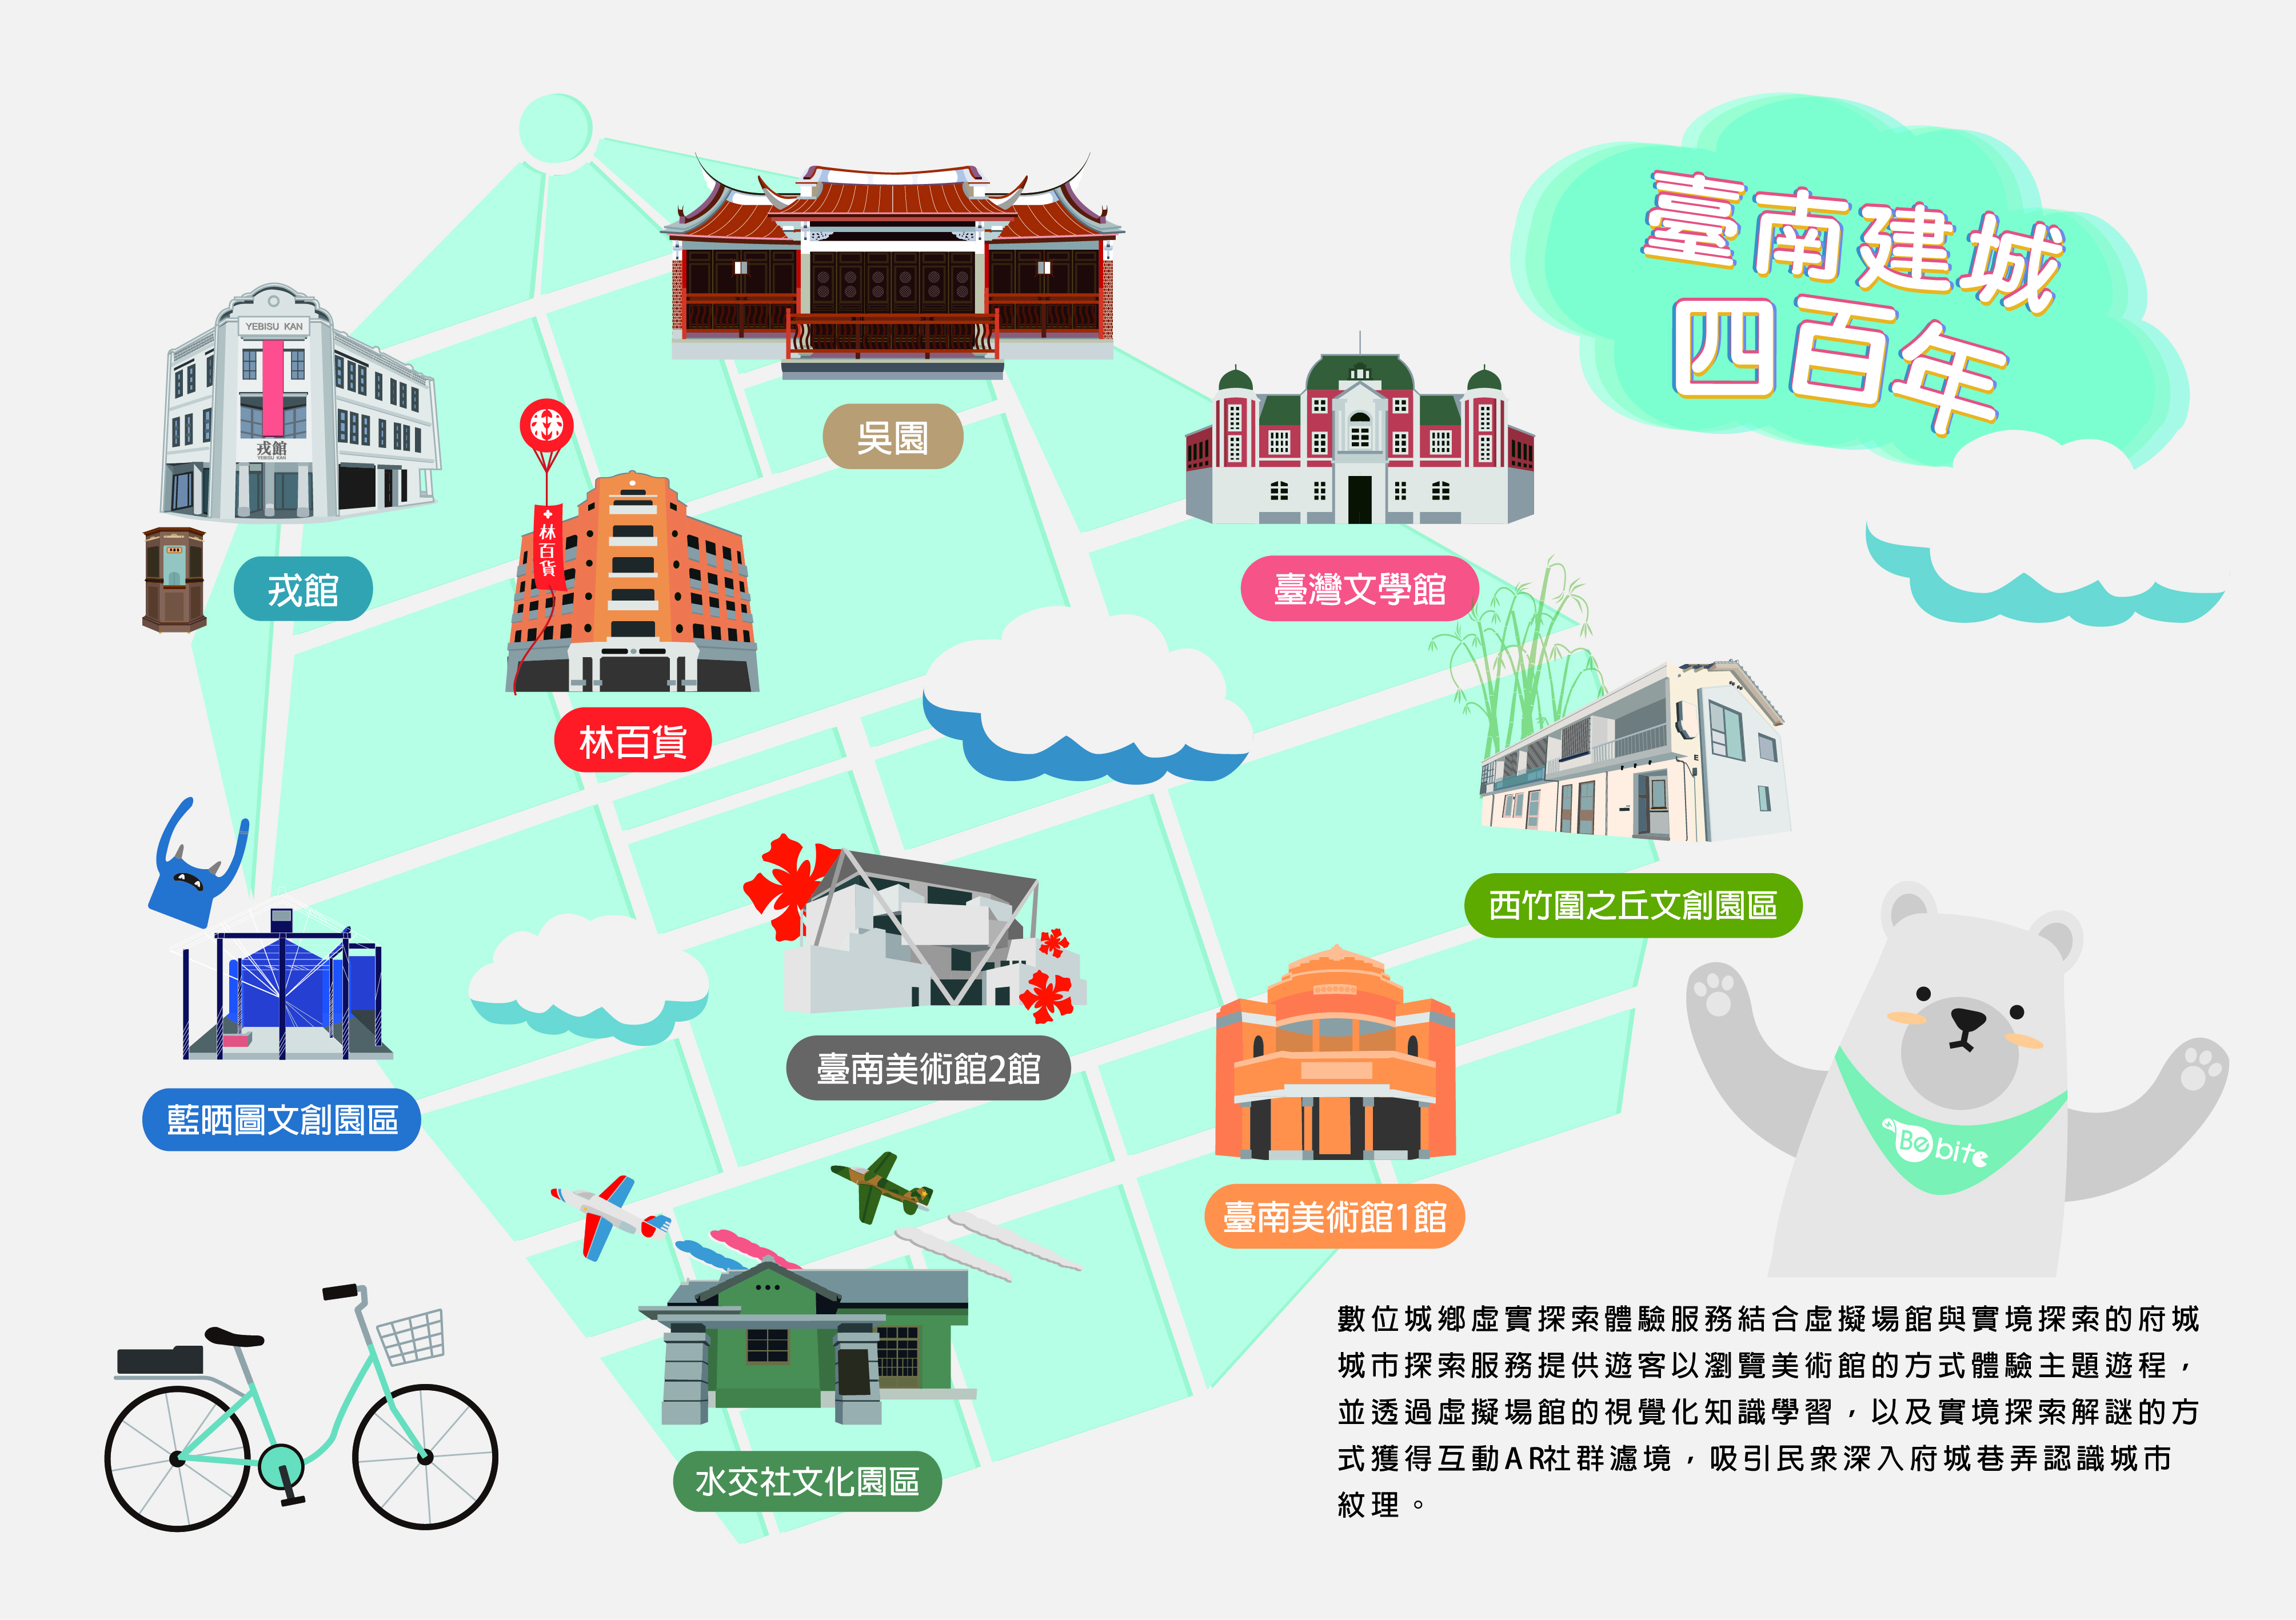 臺南建城
四百年
吳園
YEBISU KAN
戎館
YEBISU KAN
戎館
林
林百貨
林百貨
臺灣文學館
西竹圍之丘文創園區
臺南美術館2館
藍晒圖文創園區
臺南美術館1館
水交社文化園區
Be bite
數位城鄉虛實探索體驗服務結合虛擬場館與實境探索的府城
城市探索服務提供遊客以瀏覽美術館的方式體驗主題遊程，
並透過虛擬場館的視覺化知識學習，以及實境探索解謎的方
式獲得互動AR社群濾境，吸引民眾深入府城巷弄認識城市
紋理。